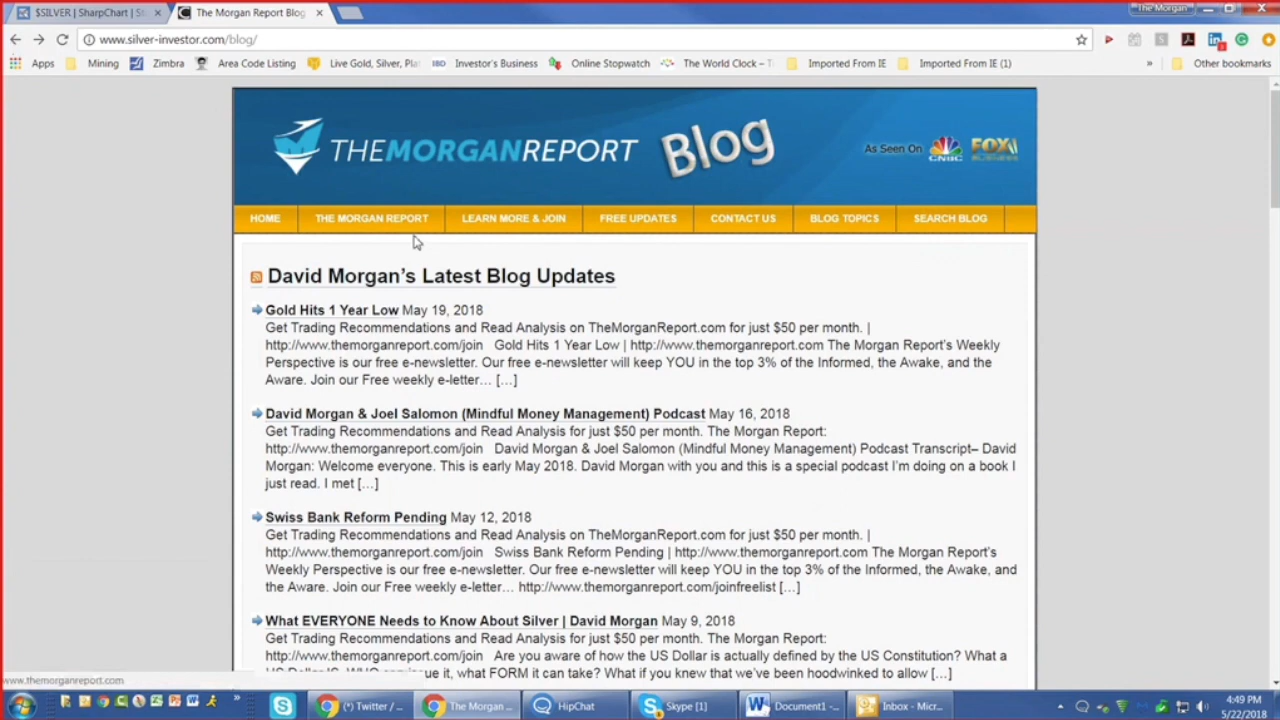 $SILVER | SharpChart | St
The Morgan Report Blog
The Morgan
www.silver-investor.com/blog/
Apps Mining Zimbra Area Code Listing Live Gold, Silver, Pla IBD Investor's Business Online Stopwatch The World Clock – T Imported From IE Imported From IE (1) » Other bookmarks
THEMORGANREPORT Blog As Seen On CNBC FOX BUSINESS
HOME THE MORGAN REPORT LEARN MORE & JOIN FREE UPDATES CONTACT US BLOG TOPICS SEARCH BLOG
David Morgan's Latest Blog Updates
Gold Hits 1 Year Low May 19, 2018
Get Trading Recommendations and Read Analysis on TheMorganReport.com for just $50 per month. |
http://www.themorganreport.com/join Gold Hits 1 Year Low | http://www.themorganreport.com The Morgan Report's Weekly
Perspective is our free e-newsletter. Our free e-newsletter will keep YOU in the top 3% of the Informed, the Awake, and the
Aware. Join our Free weekly e-letter… […]
David Morgan & Joel Salomon (Mindful Money Management) Podcast May 16, 2018
Get Trading Recommendations and Read Analysis for just $50 per month. The Morgan Report:
http://www.themorganreport.com/join David Morgan & Joel Salomon (Mindful Money Management) Podcast Transcript– David
Morgan: Welcome everyone. This is early May 2018. David Morgan with you and this is a special podcast I'm doing on a book I
just read. I met […]
Swiss Bank Reform Pending May 12, 2018
Get Trading Recommendations and Read Analysis on TheMorganReport.com for just $50 per month. |
http://www.themorganreport.com/join Swiss Bank Reform Pending | http://www.themorganreport.com The Morgan Report's
Weekly Perspective is our free e-newsletter. Our free e-newsletter will keep YOU in the top 3% of the Informed, the Awake, and
the Aware. Join our Free weekly e-letter… http://www.themorganreport.com/joinfreelist […]
What EVERYONE Needs to Know About Silver | David Morgan May 9, 2018
Get Trading Recommendations and Read Analysis for just $50 per month. The Morgan Report:
http://www.themorganreport.com/join Are you aware of how the US Dollar is actually defined by the US Constitution? What a
US Dollar IS, WHO can issue it, what FORM it can take? What if you knew that we've been hoodwinked to allow […]
www.themorganreport.com
(*) Twitter / ... The Morgan ... HipChat Skype [1] Document1 -... Inbox - Micr...
4:49 PM
5/22/2018